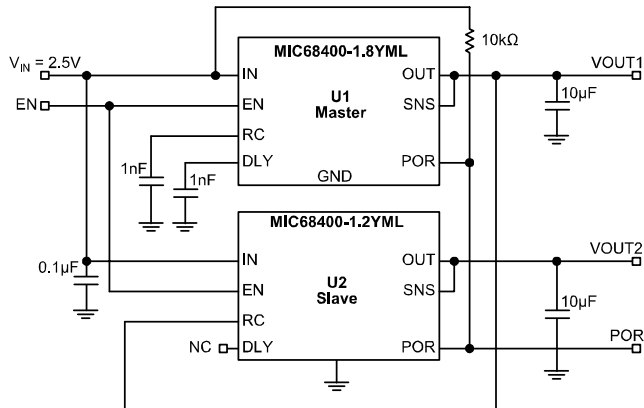 MIC68400-1.8YML
10kΩ
VIN = 2.5V
IN
OUT
VOUT1
EN
EN
U1
Master
SNS
10µF
RC
1nF
DLY
1nF
POR
GND
MIC68400-1.2YML
IN
OUT
VOUT2
0.1µF
EN
U2
Slave
SNS
10µF
RC
NC
DLY
POR
POR